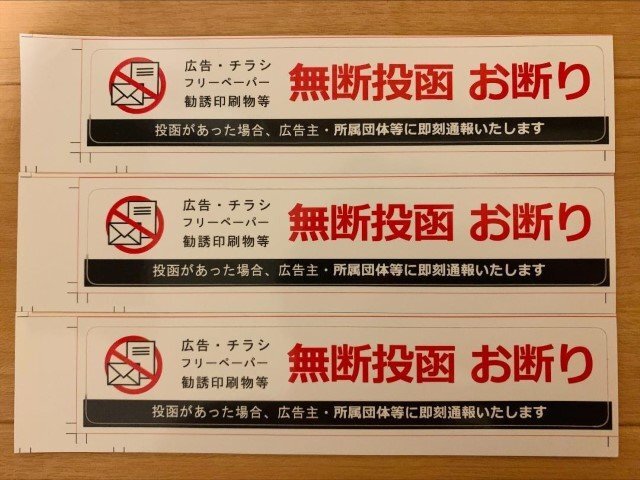 広告・チラシ
フリーペーパー
勧誘印刷物等
無断投函 お断り
投函があった場合、広告主・所属団体等に即刻通報いたします
広告・チラシ
フリーペーパー
勧誘印刷物等
無断投函 お断り
投函があった場合、広告主・所属団体等に即刻通報いたします
広告・チラシ
フリーペーパー
勧誘印刷物等
無断投函 お断り
投函があった場合、広告主・所属団体等に即刻通報いたします